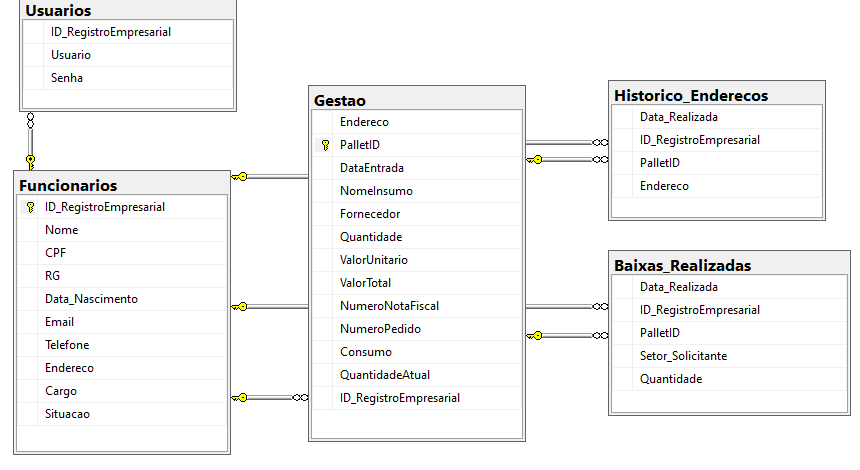 Usuarios
ID_RegistroEmpresarial
Usuario
Senha
Funcionarios
ID_RegistroEmpresarial
Nome
CPF
RG
Data_Nascimento
Email
Telefone
Endereco
Cargo
Situacao
Gestao
Endereco
PalletID
DataEntrada
NomeInsumo
Fornecedor
Quantidade
ValorUnitario
ValorTotal
NumeroNotaFiscal
NumeroPedido
Consumo
QuantidadeAtual
ID_RegistroEmpresarial
Historico_Enderecos
Data_Realizada
ID_RegistroEmpresarial
PalletID
Endereco
Baixas_Realizadas
Data_Realizada
ID_RegistroEmpresarial
PalletID
Setor_Solicitante
Quantidade